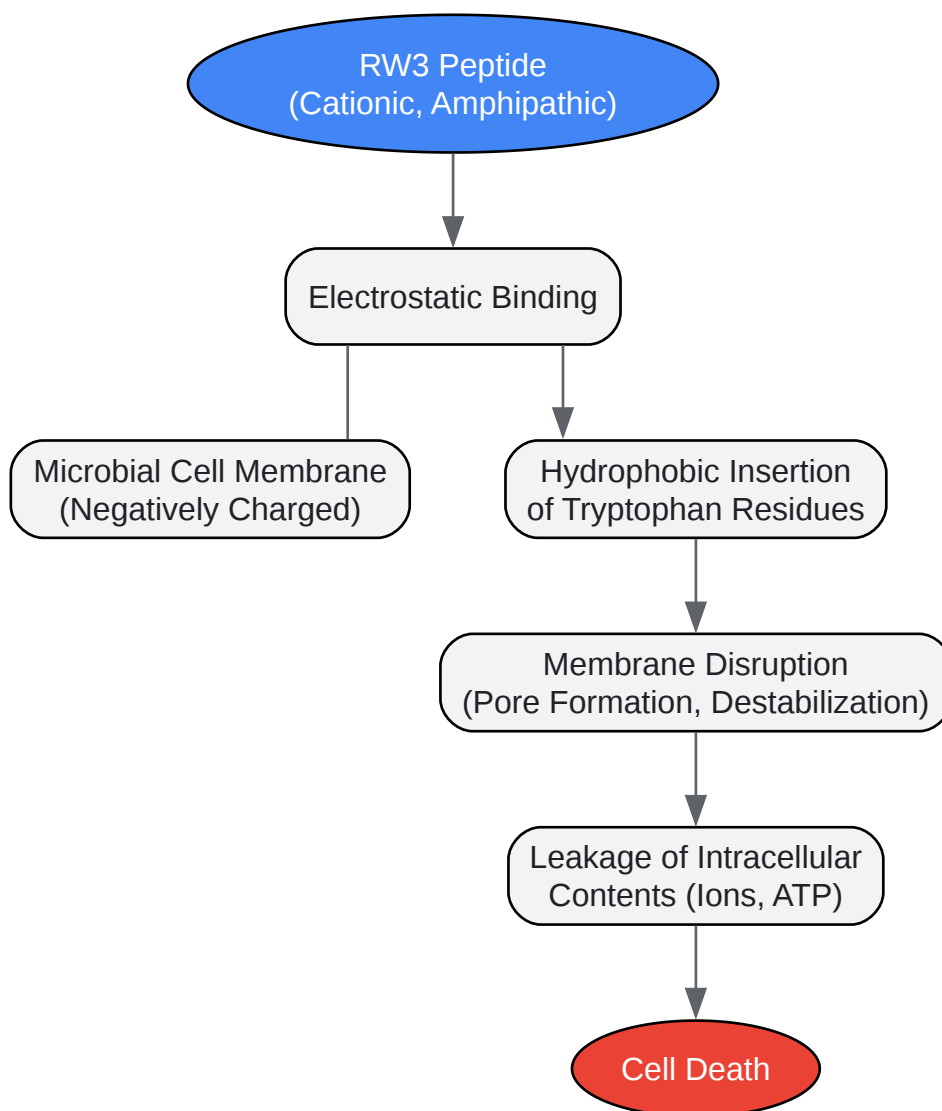 RW3 Peptide
(Cationic, Amphipathic)
Electrostatic Binding
Microbial Cell Membrane
(Negatively Charged)
Hydrophobic Insertion
of Tryptophan Residues
Membrane Disruption
(Pore Formation, Destabilization)
Leakage of Intracellular
Contents (Ions, ATP)
Cell Death